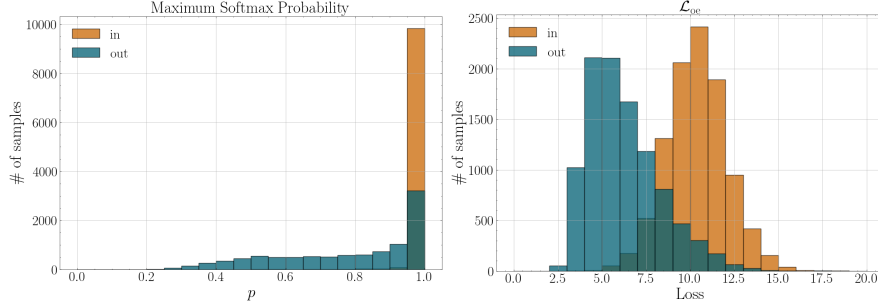 Maximum Softmax Probability
10000
8000
6000
4000
2000
0
# of samples
in
out
0.0 0.2 0.4 0.6 0.8 1.0
p
𝓛oe
2500
2000
1500
1000
500
0
# of samples
in
out
0.0 2.5 5.0 7.5 10.0 12.5 15.0 17.5 20.0
Loss